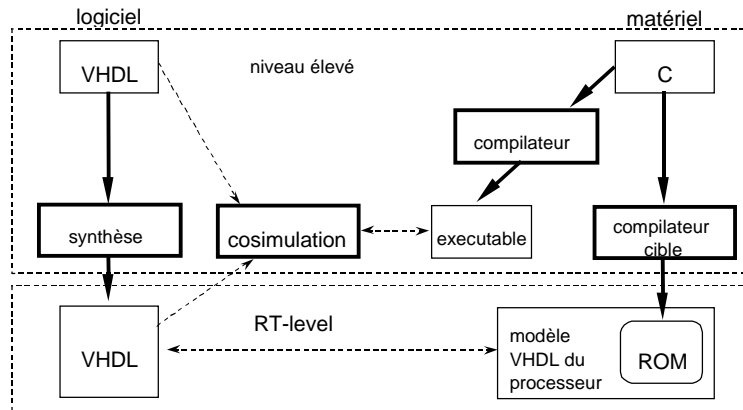 logiciel
matériel
VHDL
niveau élevé
C
compilateur
synthèse
cosimulation
executable
compilateur
cible
VHDL
RT-level
modèle
VHDL du
processeur
ROM